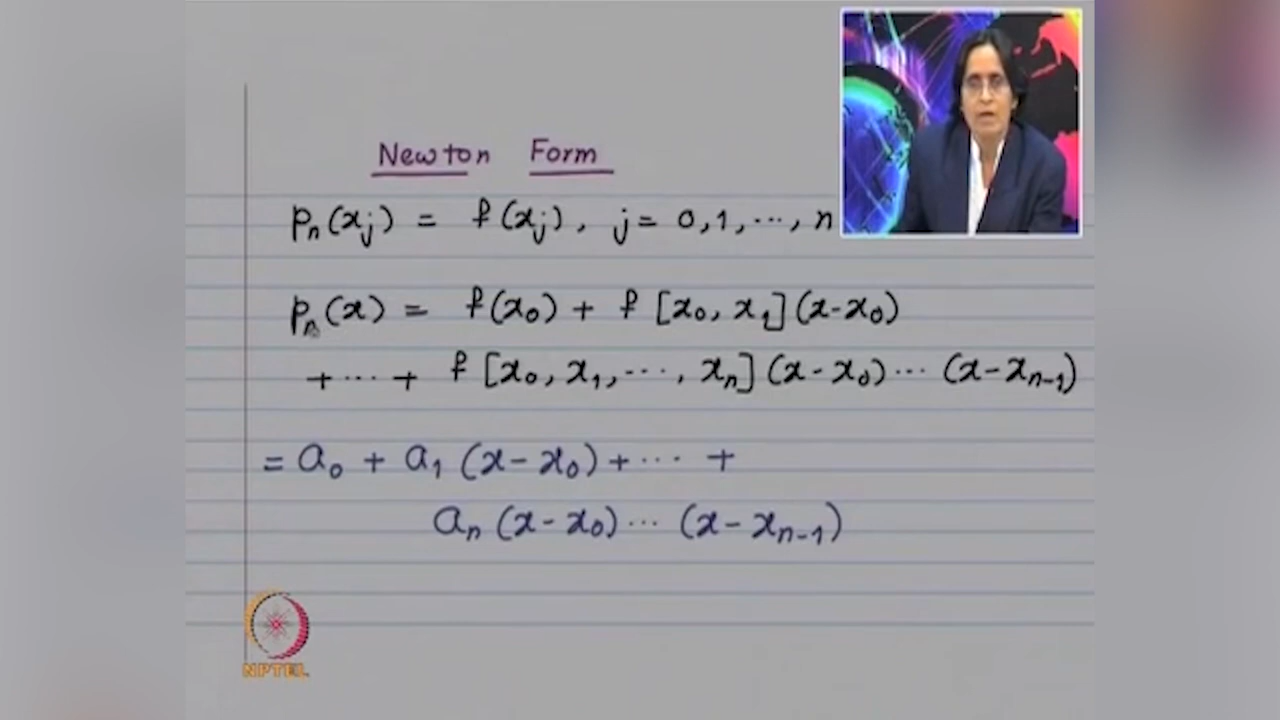 Newton Form
pₙ(xⱼ) = f(xⱼ), j = 0,1,⋯, n
pₙ(x) = f(x₀) + f [x₀, x₁](x-x₀)
+ ⋯ + f [x₀, x₁,⋯, xₙ](x-x₀)⋯ (x-xₙ₋₁)
= a₀ + a₁ (x-x₀) + ⋯ +
aₙ (x-x₀)⋯ (x-xₙ₋₁)
NPTEL